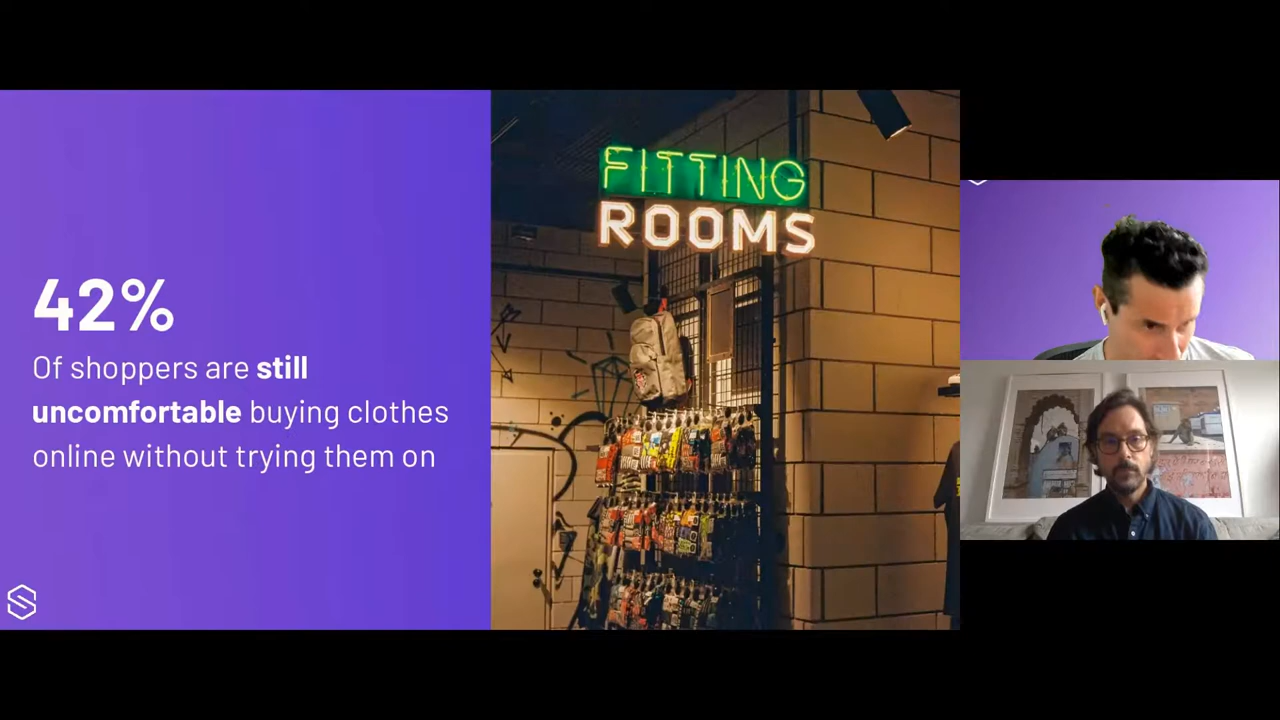 42%
Of shoppers are still
uncomfortable buying clothes
online without trying them on
FITTING
ROOMS